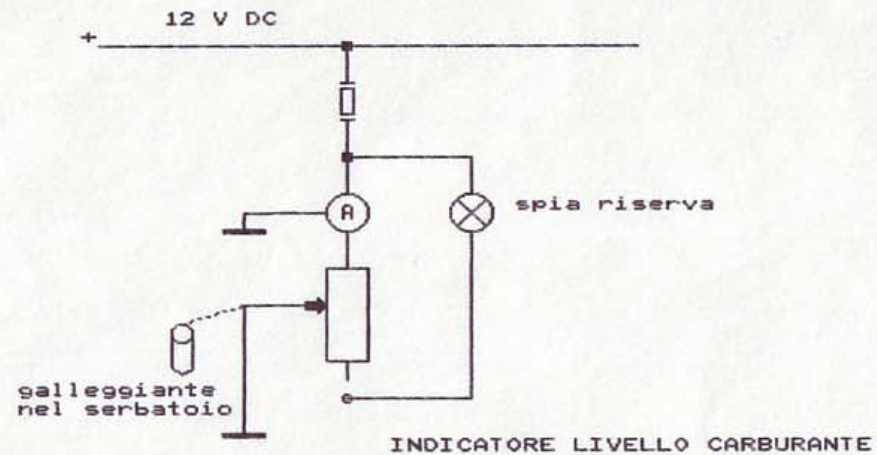 12 V DC
+
A
spia riserva
galleggiante
nel serbatoio
INDICATORE LIVELLO CARBURANTE